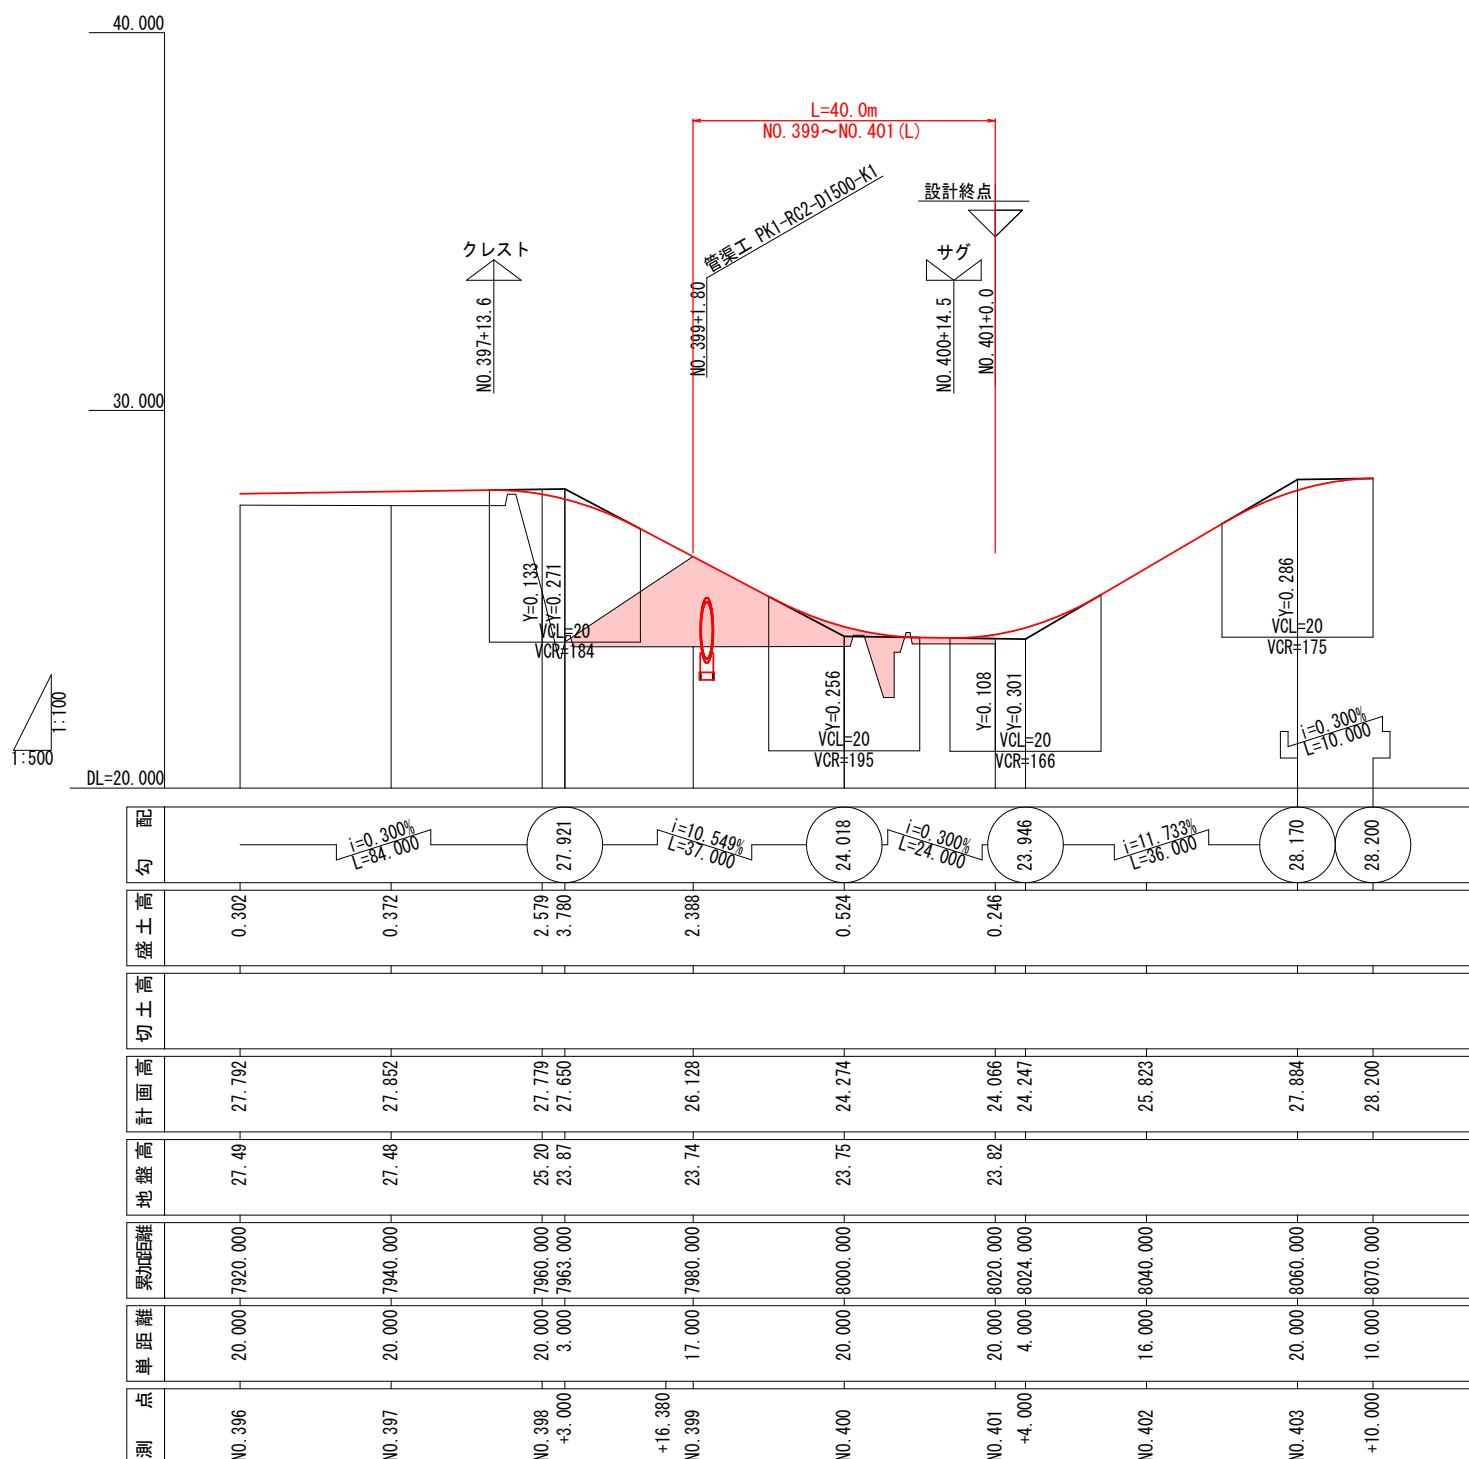 40.000
L=40.0m
NO.399～NO.401(L)
管渠工 PK1-RC2-D1500-K1
設計終点
クレスト
サグ
NO.397+13.6
NO.399+1.80
NO.400+14.5
NO.401+0.0
30.000
Y=0.133
Y=0.271
VCL=20
VCR=184
Y=0.256
VCL=20
VCR=195
Y=0.108
Y=0.301
VCL=20
VCR=166
Y=0.286
VCL=20
VCR=175
1:100
1:500
i=0.300%
L=10.000
DL=20.000
勾配
i=0.300%
L=84.000
27.921
i=10.549%
L=37.000
24.018
i=0.300%
L=24.000
23.946
i=11.733%
L=36.000
28.170
28.200
盛土高
0.302
0.372
2.579
3.780
2.388
0.524
0.246
切土高
計画高
27.792
27.852
27.779
27.650
26.128
24.274
24.066
24.247
25.823
27.884
28.200
地盤高
27.49
27.48
25.20
23.87
23.74
23.75
23.82
累加距離
7920.000
7940.000
7960.000
7963.000
7980.000
8000.000
8020.000
8024.000
8040.000
8060.000
8070.000
単距離
20.000
20.000
20.000
3.000
17.000
20.000
20.000
4.000
16.000
20.000
10.000
測点
NO.396
NO.397
NO.398
+3.000
+16.380
NO.399
NO.400
NO.401
+4.000
NO.402
NO.403
+10.000